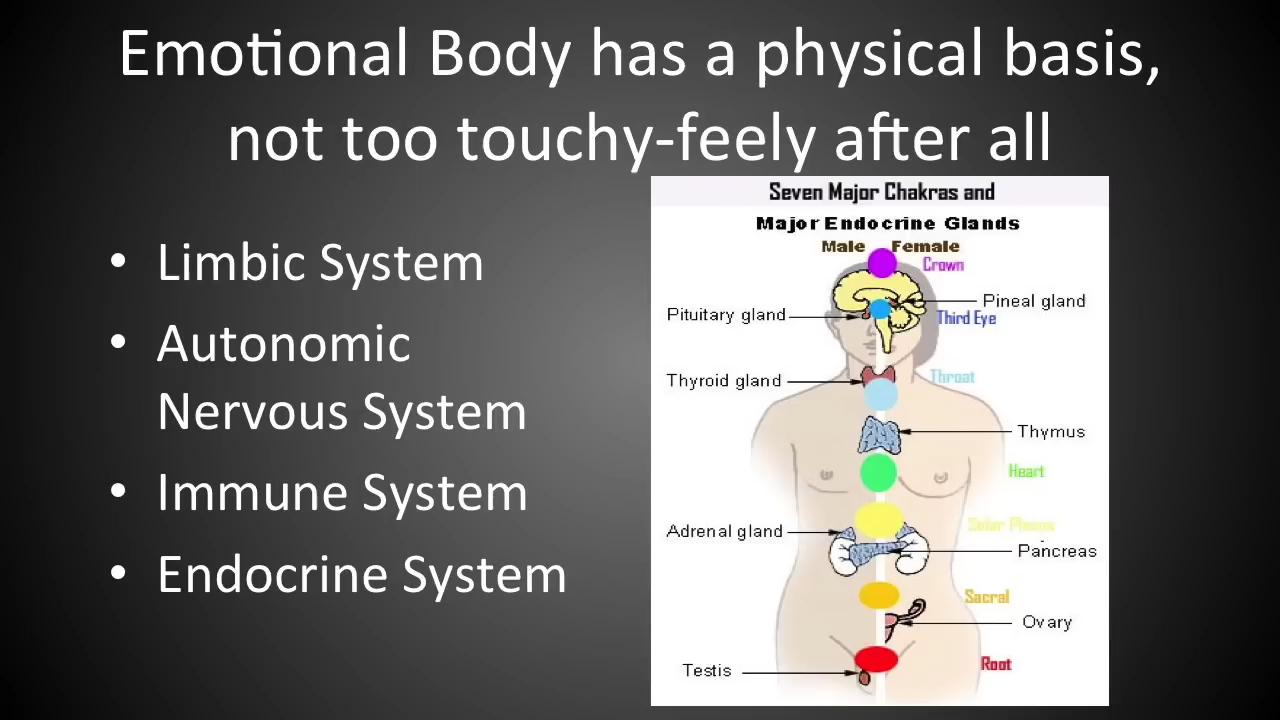 Emotional Body has a physical basis,
not too touchy-feely after all
• Limbic System
• Autonomic
Nervous System
• Immune System
• Endocrine System
Seven Major Chakras and
Major Endocrine Glands
Male Female
Crown
Pineal gland
Pituitary gland
Third Eye
Thyroid gland
Throat
Thymus
Heart
Solar Plexus
Adrenal gland
Pancreas
Sacral
Ovary
Root
Testis